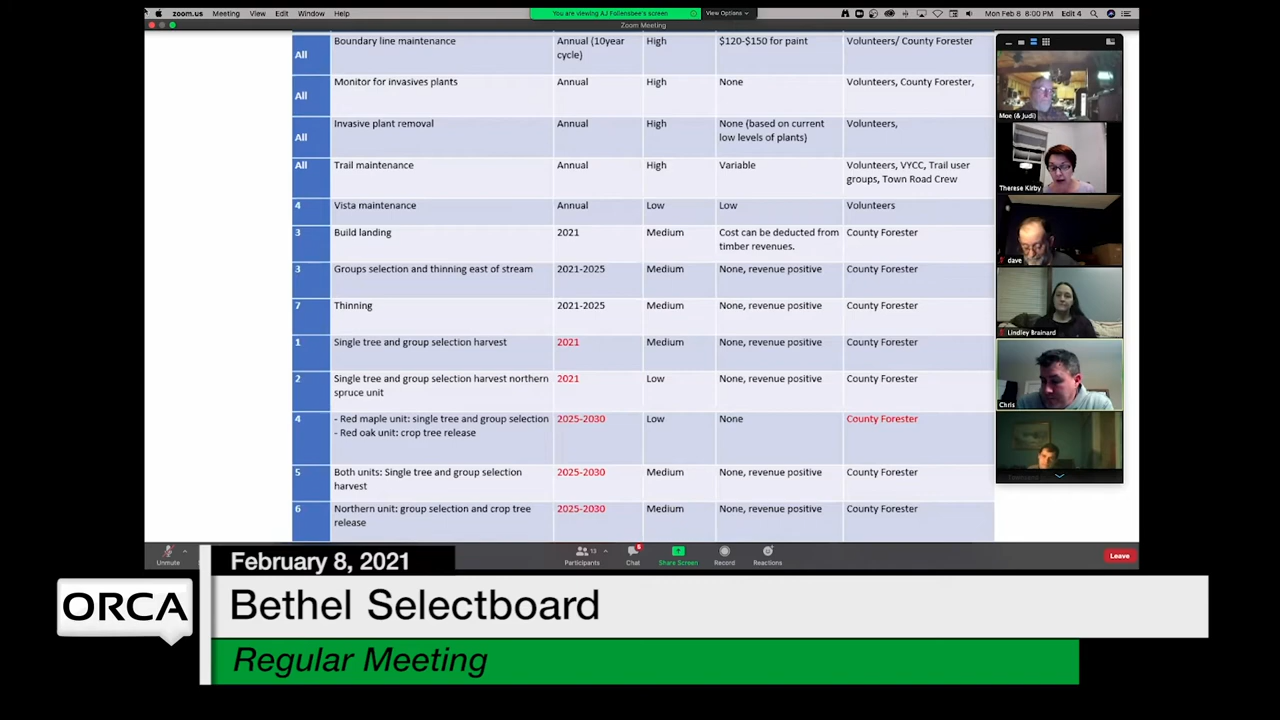 zoom.us Meeting View Edit Window Help
You are viewing AJ Follensbee's screen View Options
Mon Feb 8 8:00 PM Edit 4
Zoom Meeting
All Boundary line maintenance Annual (10year High $120-$150 for paint Volunteers/ County Forester
cycle)
All Monitor for invasives plants Annual High None Volunteers, County Forester,
All Invasive plant removal Annual High None (based on current Volunteers,
low levels of plants)
All Trail maintenance Annual High Variable Volunteers, VYCC, Trail user
groups, Town Road Crew
4 Vista maintenance Annual Low Low Volunteers
3 Build landing 2021 Medium Cost can be deducted from County Forester
timber revenues.
3 Groups selection and thinning east of stream 2021-2025 Medium None, revenue positive County Forester
7 Thinning 2021-2025 Medium None, revenue positive County Forester
1 Single tree and group selection harvest 2021 Medium None, revenue positive County Forester
2 Single tree and group selection harvest northern 2021 Low None, revenue positive County Forester
spruce unit
4 - Red maple unit: single tree and group selection 2025-2030 Low None County Forester
- Red oak unit: crop tree release
5 Both units: Single tree and group selection 2025-2030 Medium None, revenue positive County Forester
harvest
6 Northern unit: group selection and crop tree 2025-2030 Medium None, revenue positive County Forester
release
Moe (& Judi)
Therese Kirby
dave
Lindley Brainard
Chris
Unmute Participants 13 Chat 6 Share Screen Record Reactions Leave
February 8, 2021
ORCA
Bethel Selectboard
Regular Meeting